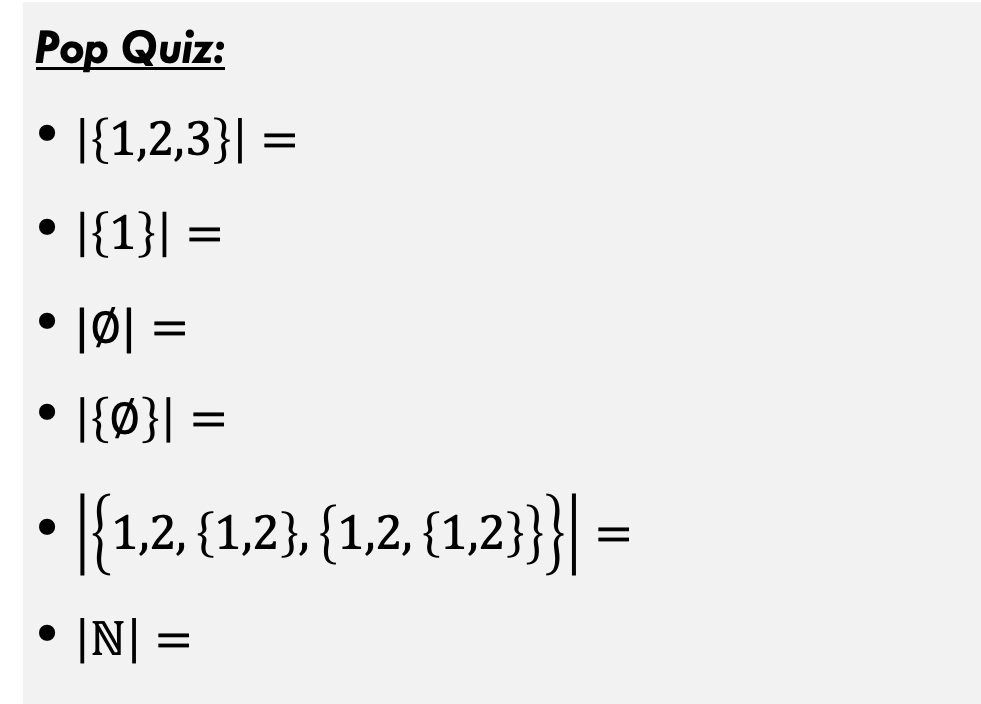 Pop Quiz:
• |{1,2,3}| =
• |{1}| =
• |∅| =
• |{∅}| =
• |{1,2, {1,2}, {1,2, {1,2}}}| =
• |ℕ| =